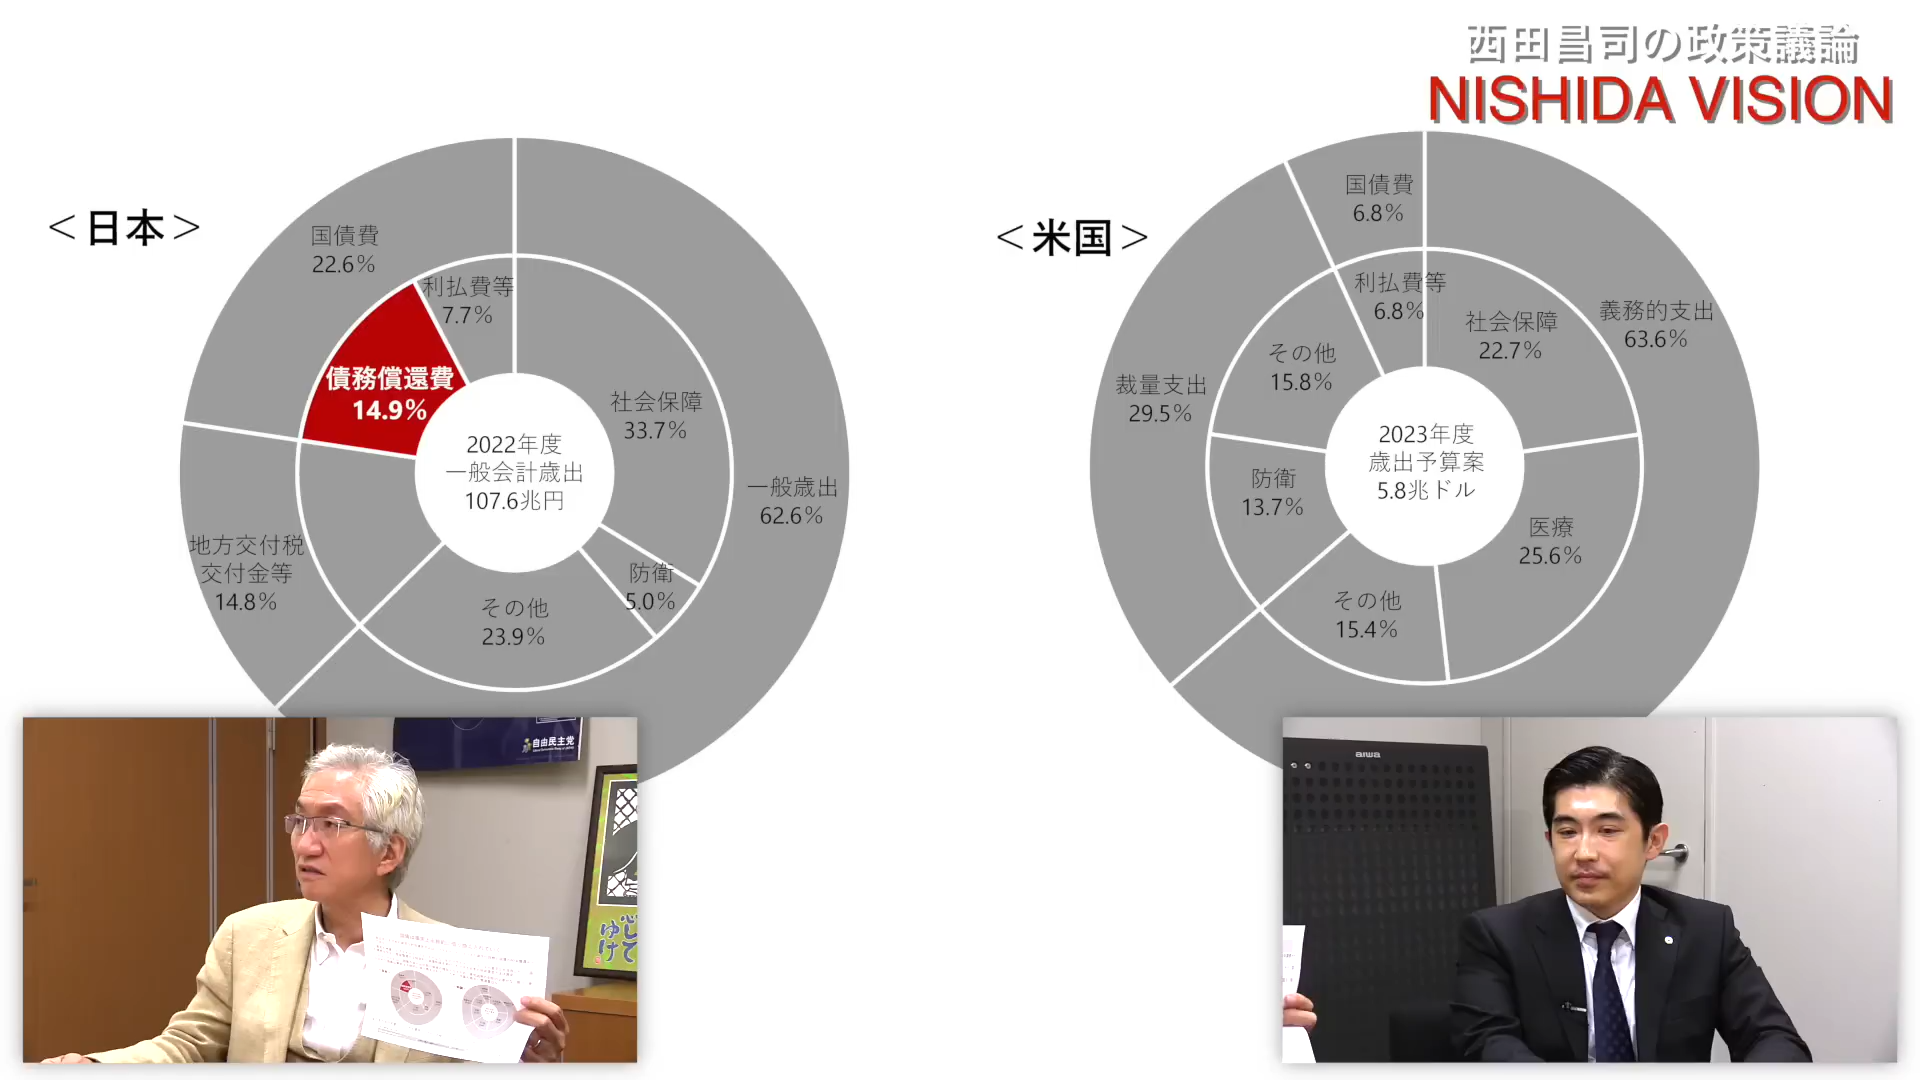 西田昌司の政策議論
NISHIDA VISION
＜日本＞
国債費
22.6%
利払費等
7.7%
債務償還費
14.9%
社会保障
33.7%
2022年度
一般会計歳出
107.6兆円
一般歳出
62.6%
地方交付税
交付金等
14.8%
防衛
5.0%
その他
23.9%
＜米国＞
国債費
6.8%
利払費等
6.8%
社会保障
22.7%
義務的支出
63.6%
その他
15.8%
裁量支出
29.5%
2023年度
歳出予算案
5.8兆ドル
防衛
13.7%
医療
25.6%
その他
15.4%
自由民主党
aiwa